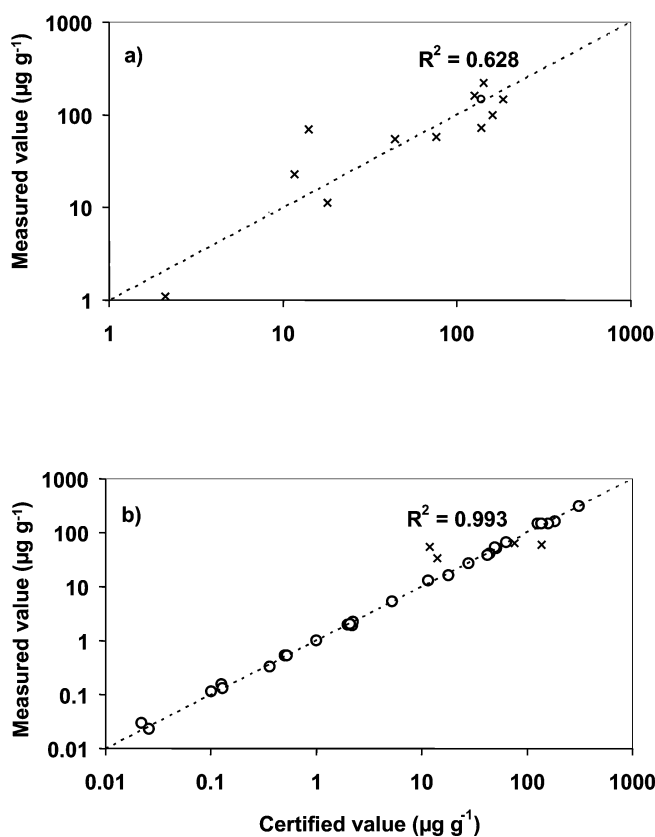 1000
a)
R² = 0.628
100
10
1
1 10 100 1000
Measured value (µg g⁻¹)
1000
b)
R² = 0.993
100
10
1
0.1
0.01
0.01 0.1 1 10 100 1000
Measured value (µg g⁻¹)
Certified value (µg g⁻¹)